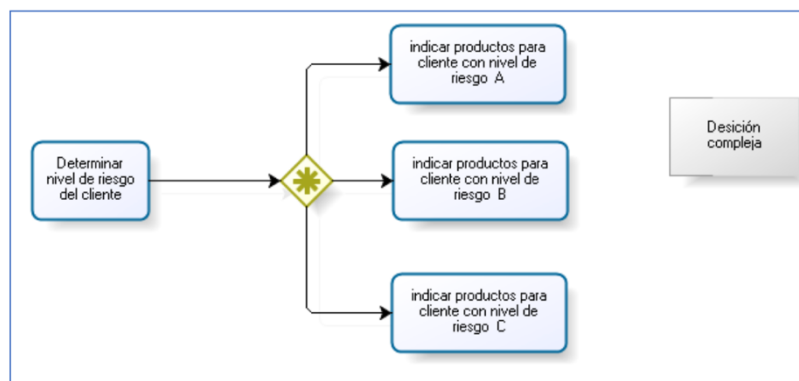 indicar productos para
cliente con nivel de
riesgo A
Desición
compleja
Determinar
nivel de riesgo
del cliente
indicar productos para
cliente con nivel de
riesgo B
indicar productos para
cliente con nivel de
riesgo C